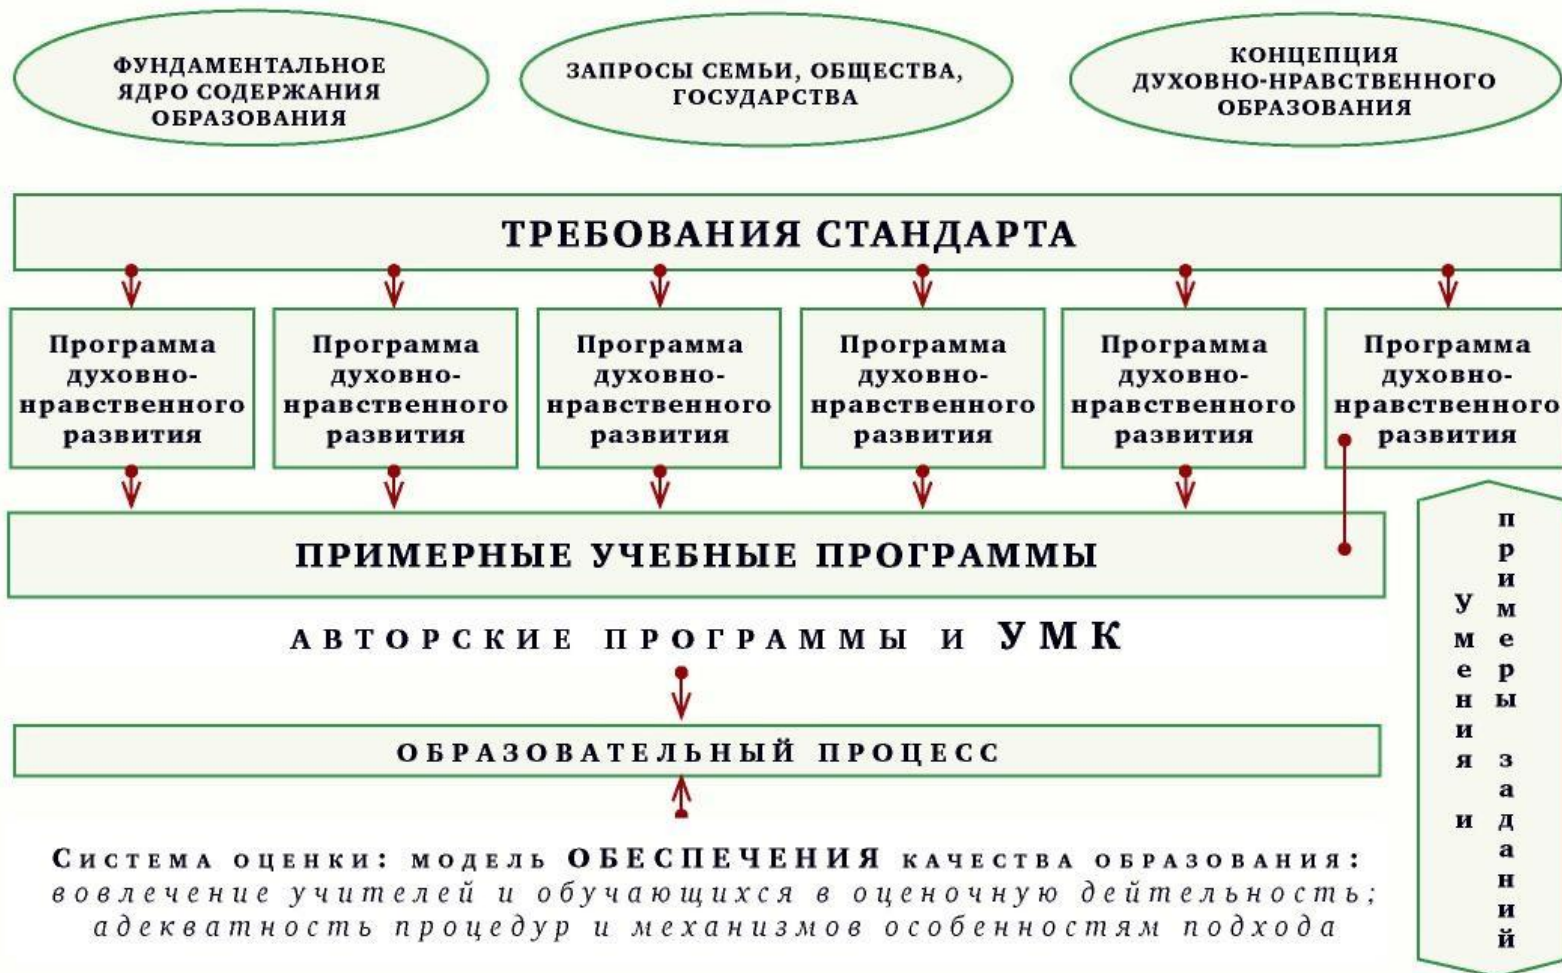 ФУНДАМЕНТАЛЬНОЕ
ЯДРО СОДЕРЖАНИЯ
ОБРАЗОВАНИЯ
ЗАПРОСЫ СЕМЬИ, ОБЩЕСТВА,
ГОСУДАРСТВА
КОНЦЕПЦИЯ
ДУХОВНО-НРАВСТВЕННОГО
ОБРАЗОВАНИЯ
ТРЕБОВАНИЯ СТАНДАРТА
Программа
духовно-
нравственного
развития
Программа
духовно-
нравственного
развития
Программа
духовно-
нравственного
развития
Программа
духовно-
нравственного
развития
Программа
духовно-
нравственного
развития
Программа
духовно-
нравственного
развития
ПРИМЕРНЫЕ УЧЕБНЫЕ ПРОГРАММЫ
АВТОРСКИЕ ПРОГРАММЫ И УМК
ОБРАЗОВАТЕЛЬНЫЙ ПРОЦЕСС
СИСТЕМА ОЦЕНКИ: МОДЕЛЬ ОБЕСПЕЧЕНИЯ КАЧЕСТВА ОБРАЗОВАНИЯ:
вовлечение учителей и обучающихся в оценочную дейтельность;
адекватность процедур и механизмов особенностям подхода
Умения и
примеры заданий